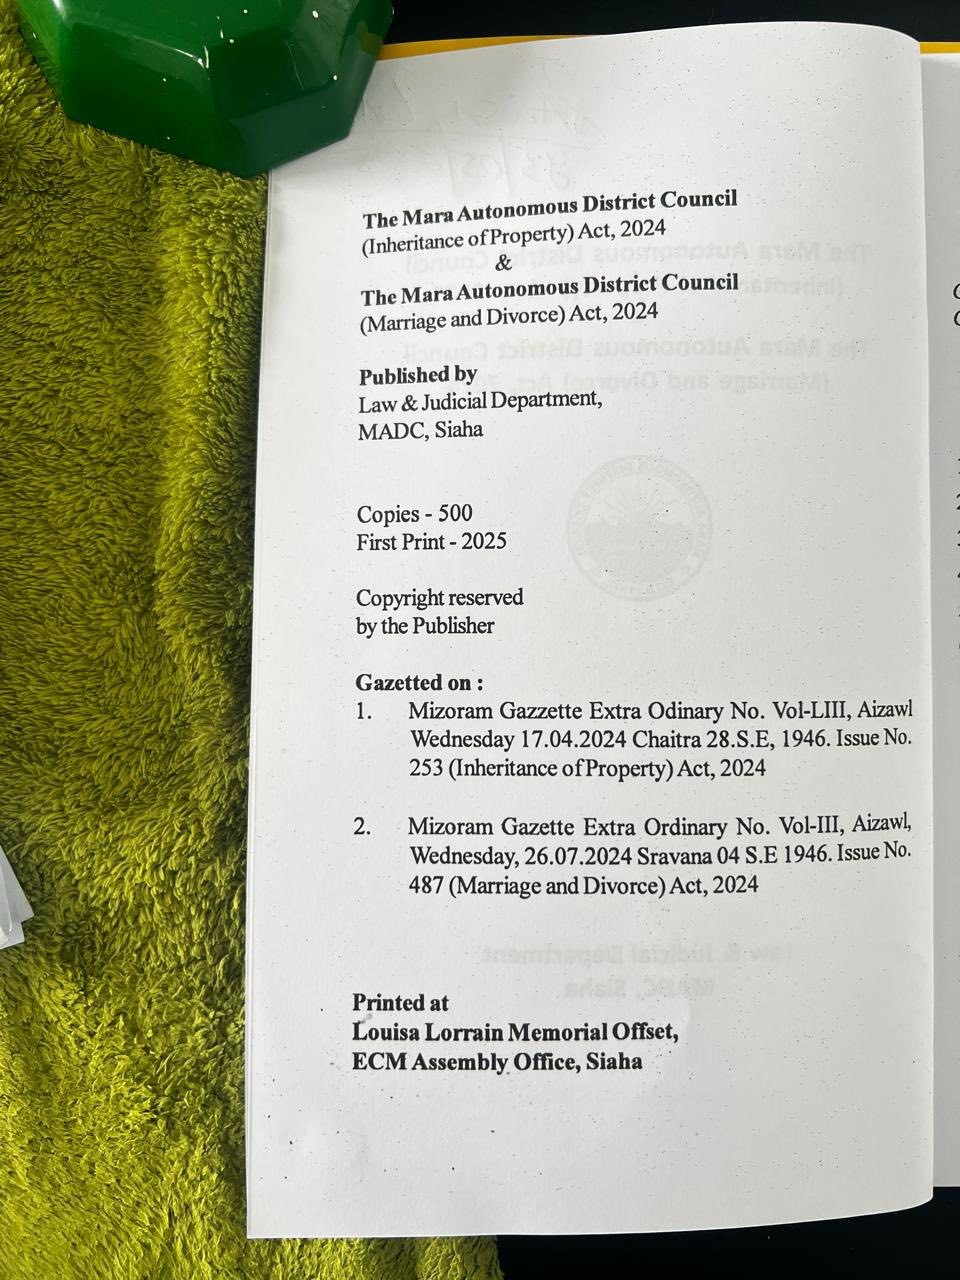 The Mara Autonomous District Council
(Inheritance of Property) Act, 2024
&
The Mara Autonomous District Council
(Marriage and Divorce) Act, 2024
Published by
Law & Judicial Department,
MADC, Siaha
Copies - 500
First Print - 2025
Copyright reserved
by the Publisher
Gazetted on :
1. Mizoram Gazzette Extra Odinary No. Vol-LIII, Aizawl
Wednesday 17.04.2024 Chaitra 28.S.E, 1946. Issue No.
253 (Inheritance of Property) Act, 2024
2. Mizoram Gazette Extra Ordinary No. Vol-III, Aizawl,
Wednesday, 26.07.2024 Sravana 04 S.E 1946. Issue No.
487 (Marriage and Divorce) Act, 2024
Printed at
Louisa Lorrain Memorial Offset,
ECM Assembly Office, Siaha